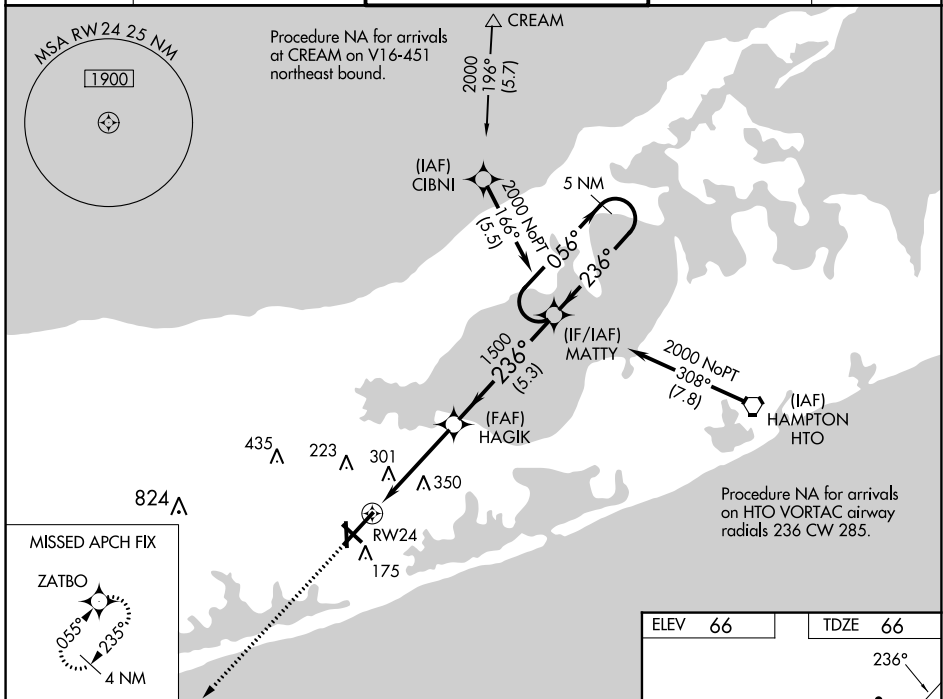 MSA RW 24 25 NM
1900
Procedure NA for arrivals
at CREAM on V16-451
northeast bound.
CREAM
2000
196°
(5.7)
(IAF)
CIBNI
2000 NoPT
166°
(5.5)
5 NM
056°
236°
(IF/IAF)
MATTY
1500
236°
(5.3)
2000 NoPT
308°
(7.8)
(IAF)
HAMPTON
HTO
(FAF)
HAGIK
435
223
301
350
824
RW24
175
Procedure NA for arrivals
on HTO VORTAC airway
radials 236 CW 285.
MISSED APCH FIX
ZATBO
055°
235°
4 NM
ELEV 66
TDZE 66
236°